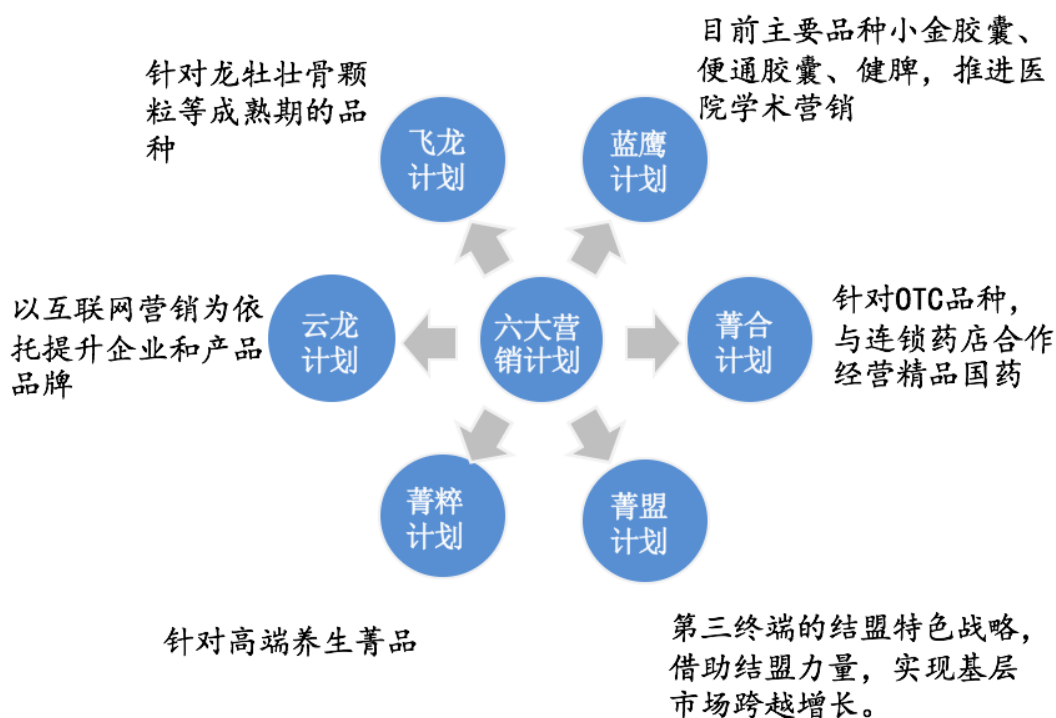 目前主要品种小金胶囊、
便通胶囊、健脾，推进医
院学术营销
针对龙牡壮骨颗
粒等成熟期的品
种
飞龙
计划
蓝鹰
计划
以互联网营销为依
托提升企业和产品
品牌
云龙
计划
六大营
销计划
菁合
计划
针对OTC品种，
与连锁药店合作
经营精品国药
菁粹
计划
菁盟
计划
针对高端养生菁品
第三终端的结盟特色战略，
借助结盟力量，实现基层
市场跨越增长。